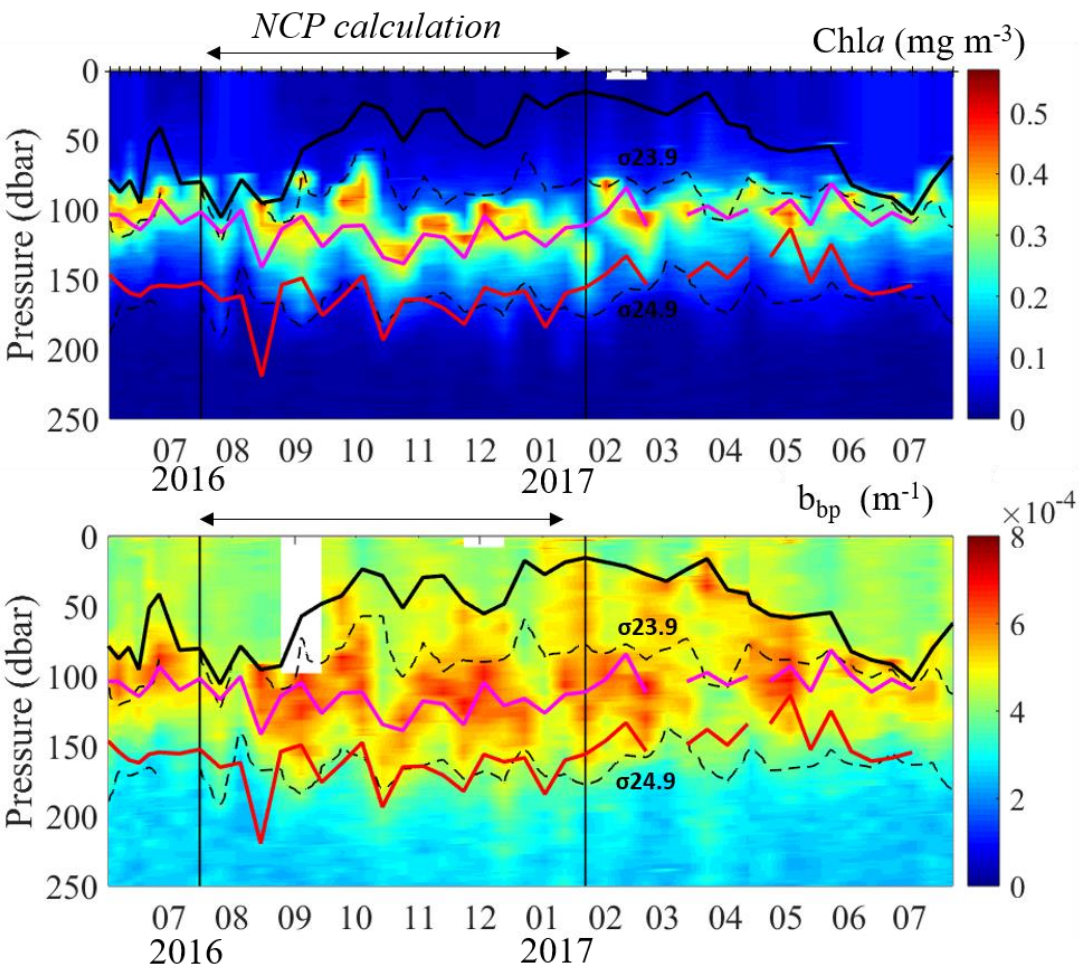 NCP calculation
Chla (mg m-3)
Pressure (dbar)
0
50
100
150
200
250
σ23.9
σ24.9
0.5
0.4
0.3
0.2
0.1
0
07 08 09 10 11 12 01 02 03 04 05 06 07
2016 2017
bbp (m-1)
×10-4
Pressure (dbar)
0
50
100
150
200
250
σ23.9
σ24.9
8
6
4
2
0
07 08 09 10 11 12 01 02 03 04 05 06 07
2016 2017